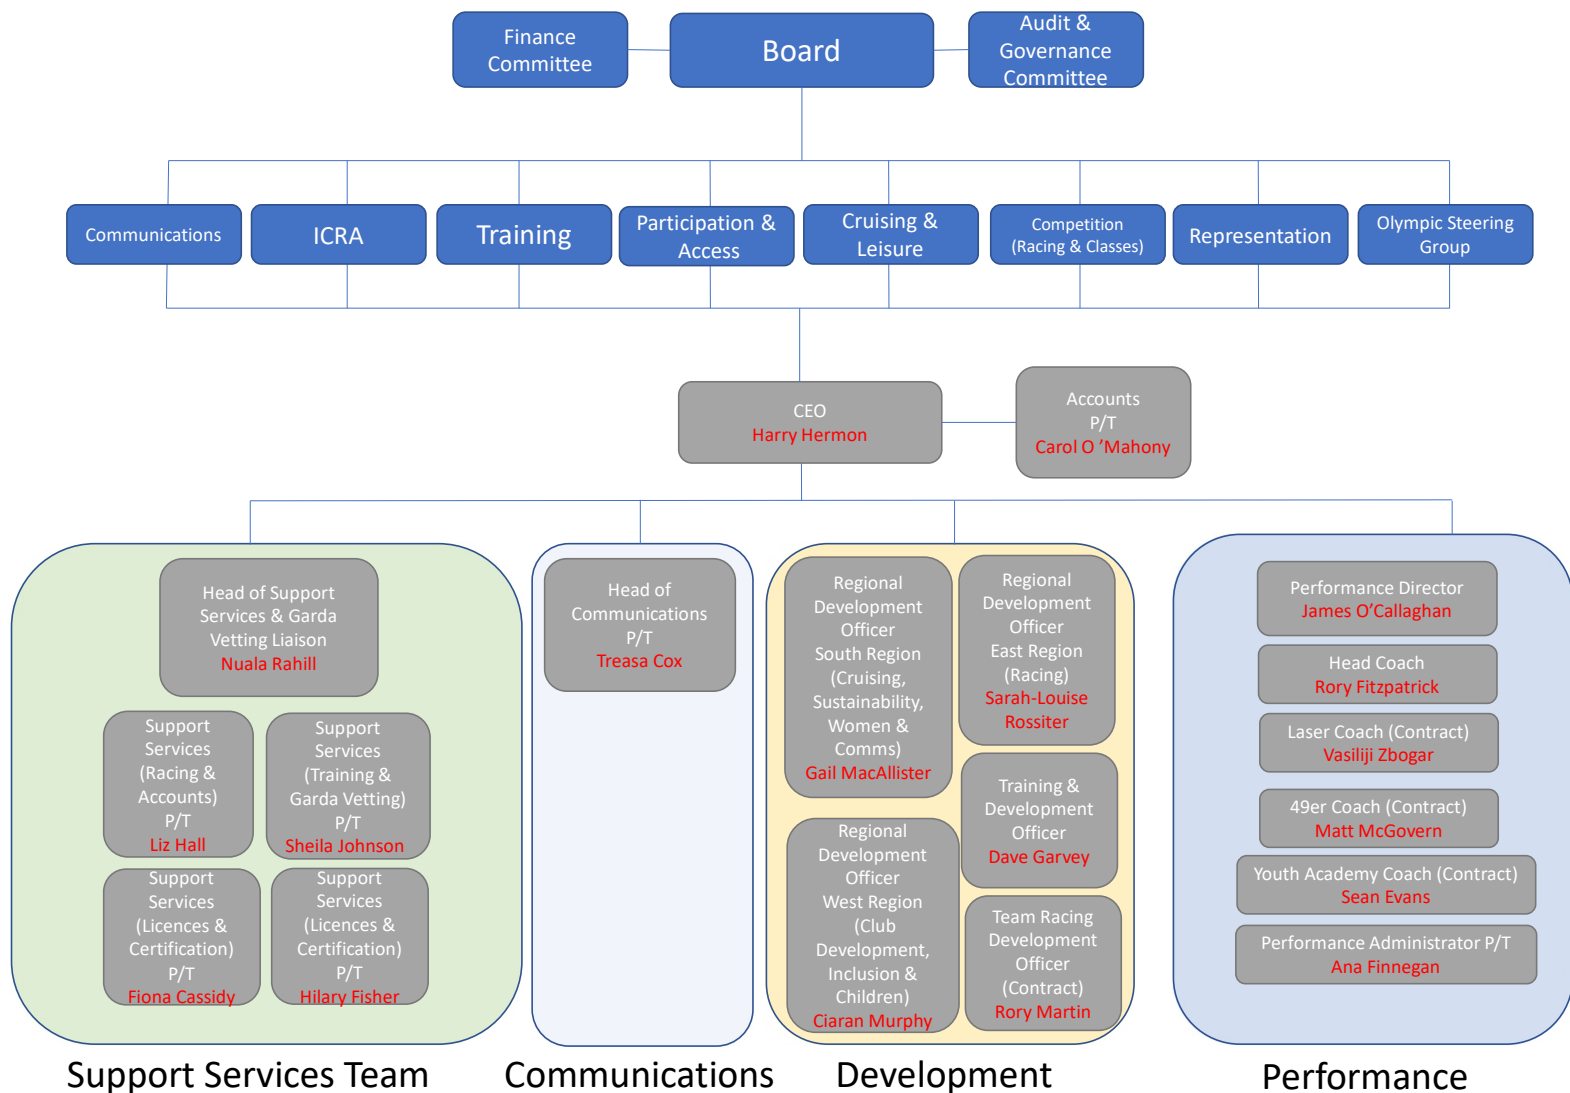 Finance
Committee
Board
Audit &
Governance
Committee
Communications
ICRA
Training
Participation &
Access
Cruising &
Leisure
Competition
(Racing & Classes)
Representation
Olympic Steering
Group
CEO
Harry Hermon
Accounts
P/T
Carol O ’Mahony
Head of Support
Services & Garda
Vetting Liaison
Nuala Rahill
Support
Services
(Racing &
Accounts)
P/T
Liz Hall
Support
Services
(Training &
Garda Vetting)
P/T
Sheila Johnson
Support
Services
(Licences &
Certification)
P/T
Fiona Cassidy
Support
Services
(Licences &
Certification)
P/T
Hilary Fisher
Support Services Team
Head of
Communications
P/T
Treasa Cox
Communications
Regional
Development
Officer
South Region
(Cruising,
Sustainability,
Women &
Comms)
Gail MacAllister
Regional
Development
Officer
East Region
(Racing)
Sarah-Louise
Rossiter
Training &
Development
Officer
Dave Garvey
Regional
Development
Officer
West Region
(Club
Development,
Inclusion &
Children)
Ciaran Murphy
Team Racing
Development
Officer
(Contract)
Rory Martin
Development
Performance Director
James O’Callaghan
Head Coach
Rory Fitzpatrick
Laser Coach (Contract)
Vasiliji Zbogar
49er Coach (Contract)
Matt McGovern
Youth Academy Coach (Contract)
Sean Evans
Performance Administrator P/T
Ana Finnegan
Performance